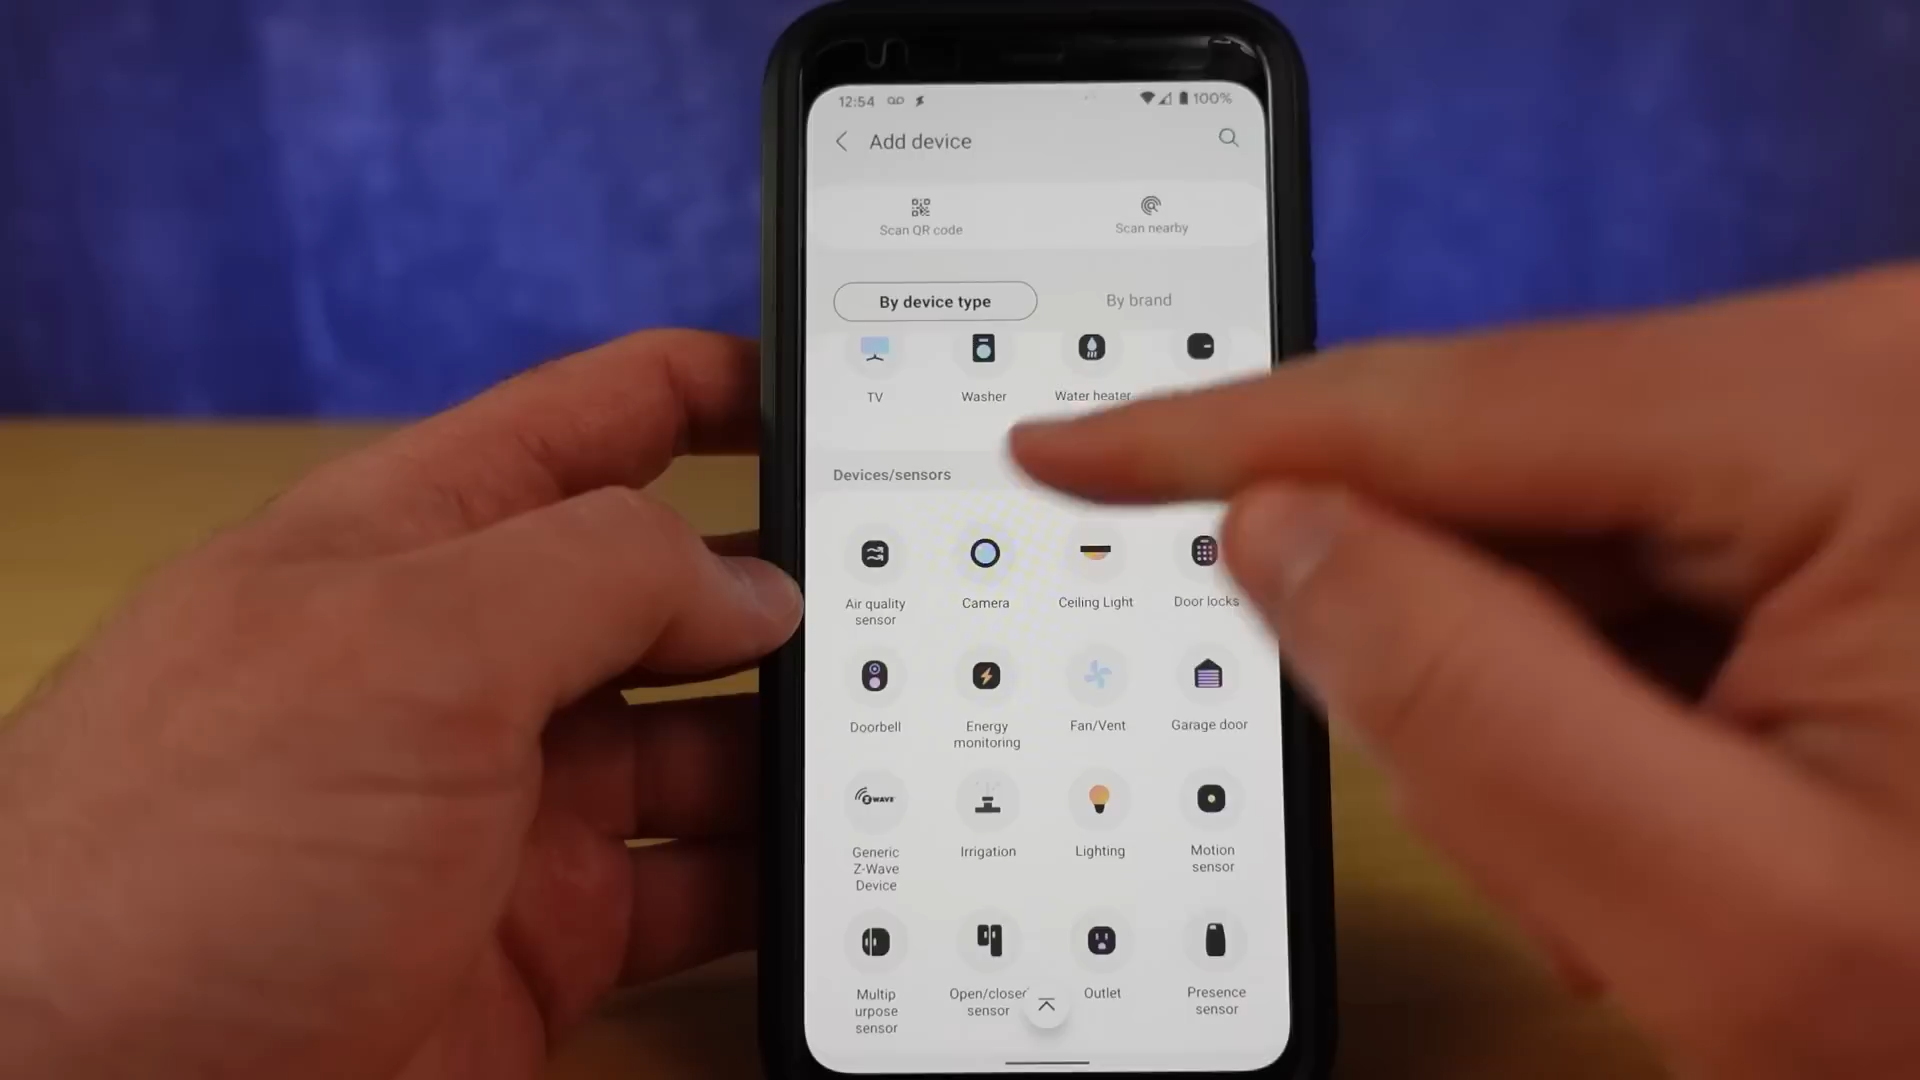 12:54 100%
Add device
Scan QR code Scan nearby
By device type By brand
TV Washer Water heater
Devices/sensors
Air quality
sensor
Camera
Ceiling Light
Door locks
Doorbell
Energy
monitoring
Fan/Vent
Garage door
Z WAVE
Generic
Z-Wave
Device
Irrigation
Lighting
Motion
sensor
Multip
urpose
sensor
Open/closed
sensor
Outlet
Presence
sensor